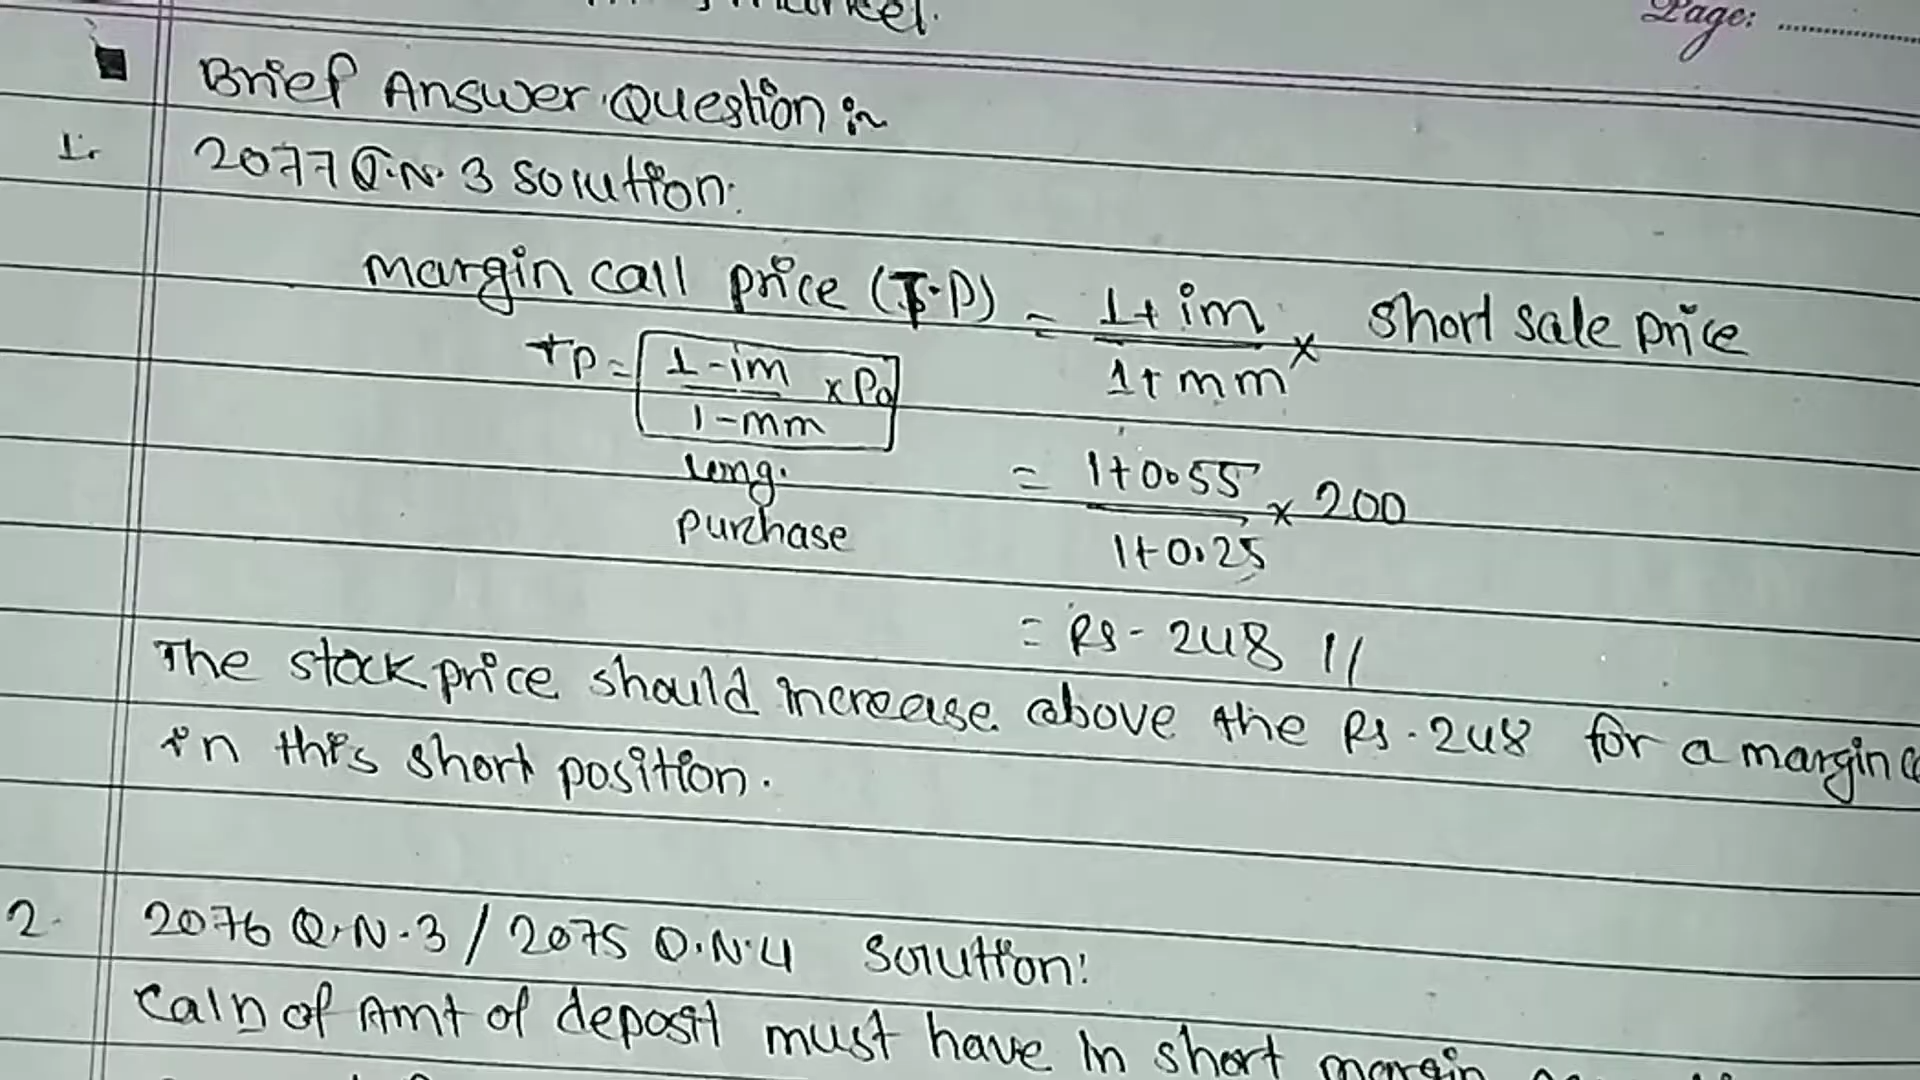 Page: ....................
Brief Answer Question :~
1. 2077 Q.N. 3 Solution:
margin call price (T.P) = 1+im / 1+mm × short sale price
TP = 1-im / 1-mm × Po
long.
purchase
= 1+0.55 / 1+0.25 × 200
= Rs- 248 //
The stock price should increase above the Rs. 248 for a margin
in this short position.
2. 2076 Q.N.3 / 2075 Q.N.4 Solution:
Caln of Amt of deposit must have in short margin